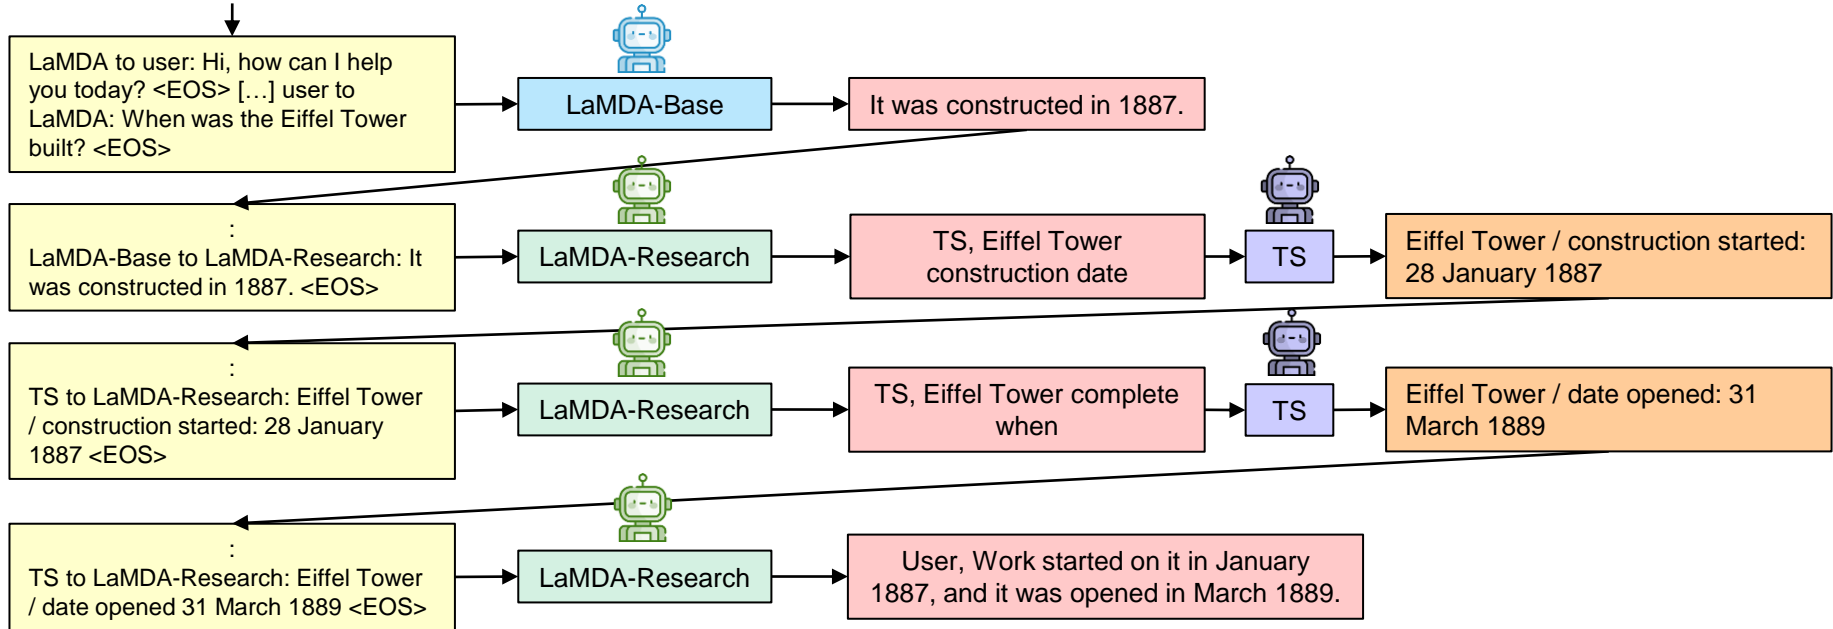 LaMDA to user: Hi, how can I help
you today? <EOS> […] user to
LaMDA: When was the Eiffel Tower
built? <EOS>
LaMDA-Base
It was constructed in 1887.
:
LaMDA-Base to LaMDA-Research: It
was constructed in 1887. <EOS>
LaMDA-Research
TS, Eiffel Tower
construction date
TS
Eiffel Tower / construction started:
28 January 1887
:
TS to LaMDA-Research: Eiffel Tower
/ construction started: 28 January
1887 <EOS>
LaMDA-Research
TS, Eiffel Tower complete
when
TS
Eiffel Tower / date opened: 31
March 1889
:
TS to LaMDA-Research: Eiffel Tower
/ date opened 31 March 1889 <EOS>
LaMDA-Research
User, Work started on it in January
1887, and it was opened in March 1889.